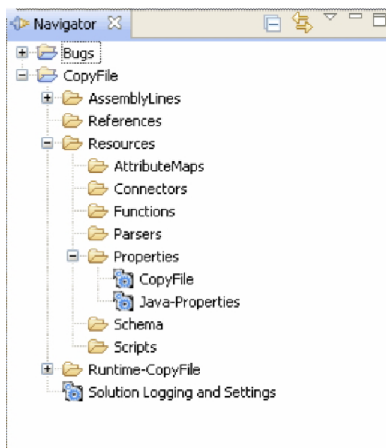 Navigator
Bugs
CopyFile
AssemblyLines
References
Resources
AttributeMaps
Connectors
Functions
Parsers
Properties
CopyFile
Java-Properties
Schema
Scripts
Runtime-CopyFile
Solution Logging and Settings